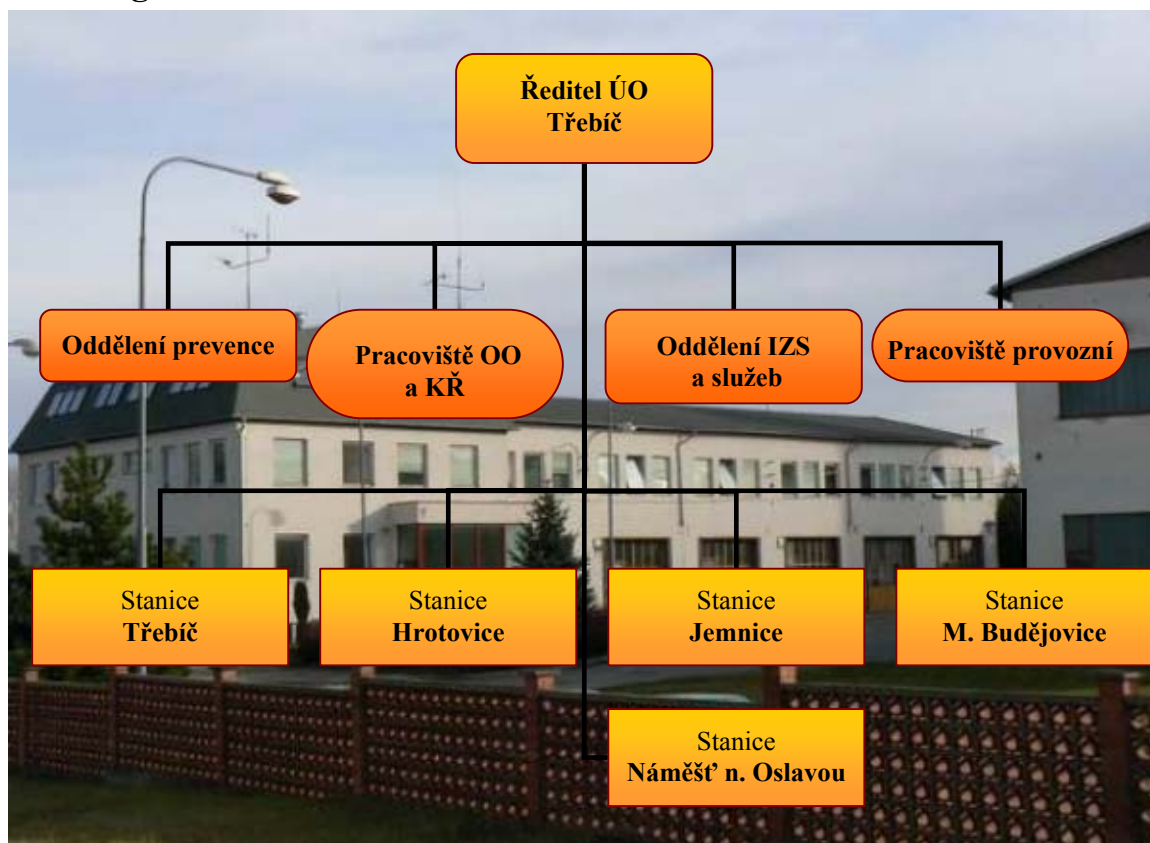 Ředitel ÚO
Třebíč
Oddělení prevence
Pracoviště OO
a KŘ
Oddělení IZS
a služeb
Pracoviště provozní
Stanice
Třebíč
Stanice
Hrotovice
Stanice
Jemnice
Stanice
M. Budějovice
Stanice
Náměšť n. Oslavou